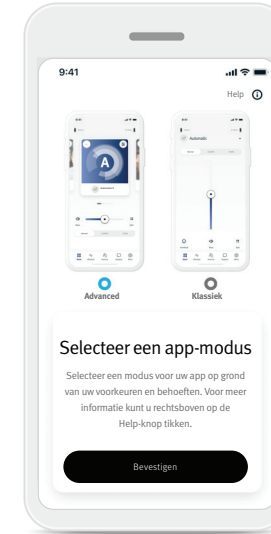 9:41
Help
A
Automatic
Advanced
Klassiek
Selecteer een app-modus
Selecteer een modus voor uw app op grond
van uw voorkeuren en behoeften. Voor meer
informatie kunt u rechtsboven op de
Help-knop tikken.
Bevestigen